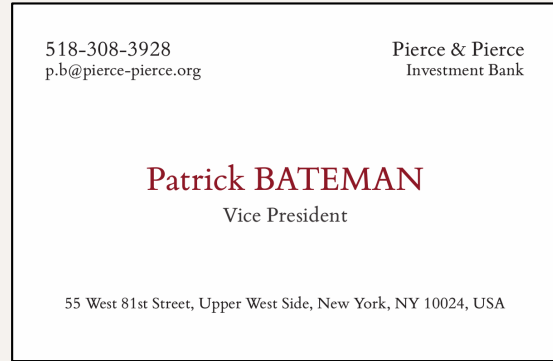 518-308-3928
p.b@pierce-pierce.org
Pierce & Pierce
Investment Bank
Patrick BATEMAN
Vice President
55 West 81st Street, Upper West Side, New York, NY 10024, USA